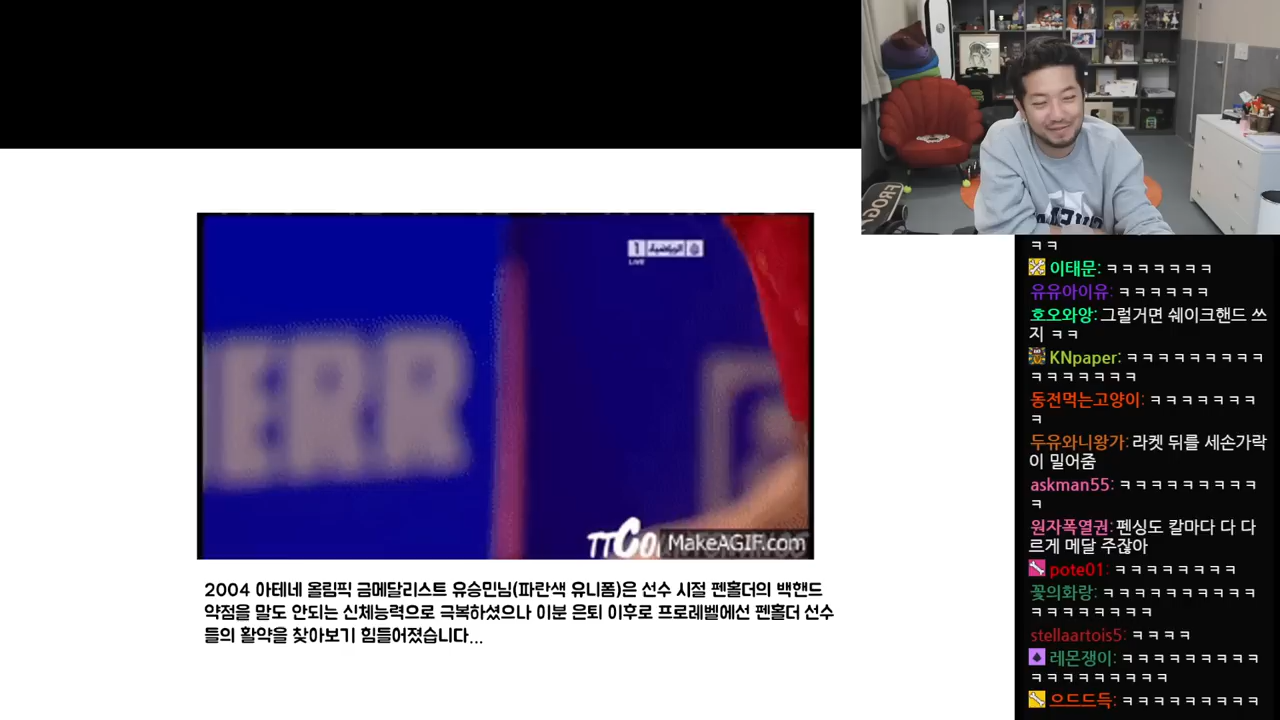 ERR
1 الرياضية
LIVE
TTCo
MakeAGIF.com
2004 아테네 올림픽 금메달리스트 유승민님(파란색 유니폼)은 선수 시절 펜홀더의 백핸드
약점을 말도 안되는 신체능력으로 극복하셨으나 이분 은퇴 이후로 프로레벨에선 펜홀더 선수
들의 활약을 찾아보기 힘들어졌습니다...
ㅋㅋ
이태문: ㅋㅋㅋㅋㅋㅋㅋ
유유아이유: ㅋㅋㅋㅋㅋㅋ
호오와앙: 그럴거면 쉐이크핸드 쓰
지 ㅋㅋ
KNpaper: ㅋㅋㅋㅋㅋㅋㅋㅋㅋ
ㅋㅋㅋㅋㅋㅋㅋ
동전먹는고양이: ㅋㅋㅋㅋㅋㅋㅋ
ㅋ
두유와니왕가: 라켓 뒤를 세손가락
이 밀어줌
askman55: ㅋㅋㅋㅋㅋㅋㅋㅋㅋ
ㅋ
원자폭열권: 펜싱도 칼마다 다 다
르게 메달 주잖아
pote01: ㅋㅋㅋㅋㅋㅋㅋㅋ
꽃의화랑: ㅋㅋㅋㅋㅋㅋㅋㅋㅋㅋ
ㅋㅋㅋㅋㅋㅋㅋㅋ
stellaartois5: ㅋㅋㅋㅋ
레몬쟁이: ㅋㅋㅋㅋㅋㅋㅋㅋㅋ
ㅋㅋㅋㅋㅋㅋㅋㅋㅋ
으드드득: ㅋㅋㅋㅋㅋㅋㅋㅋㅋ